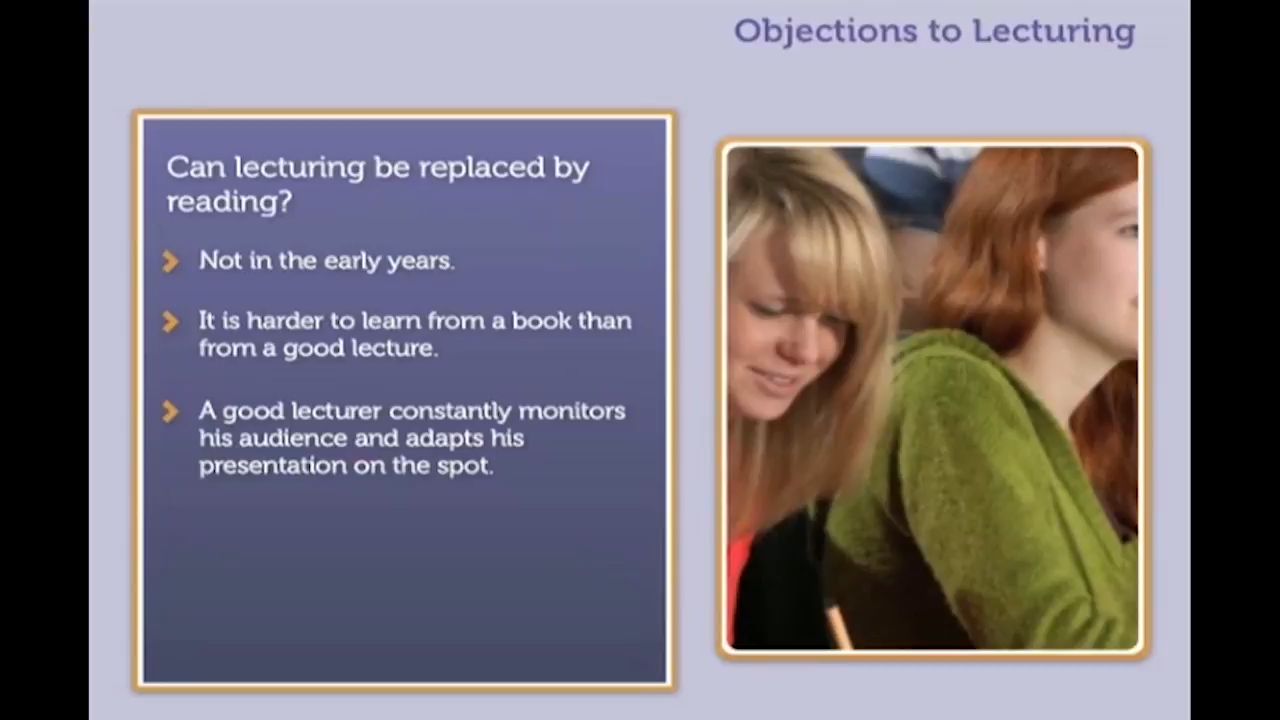 Objections to Lecturing
Can lecturing be replaced by
reading?
Not in the early years.
It is harder to learn from a book than
from a good lecture.
A good lecturer constantly monitors
his audience and adapts his
presentation on the spot.